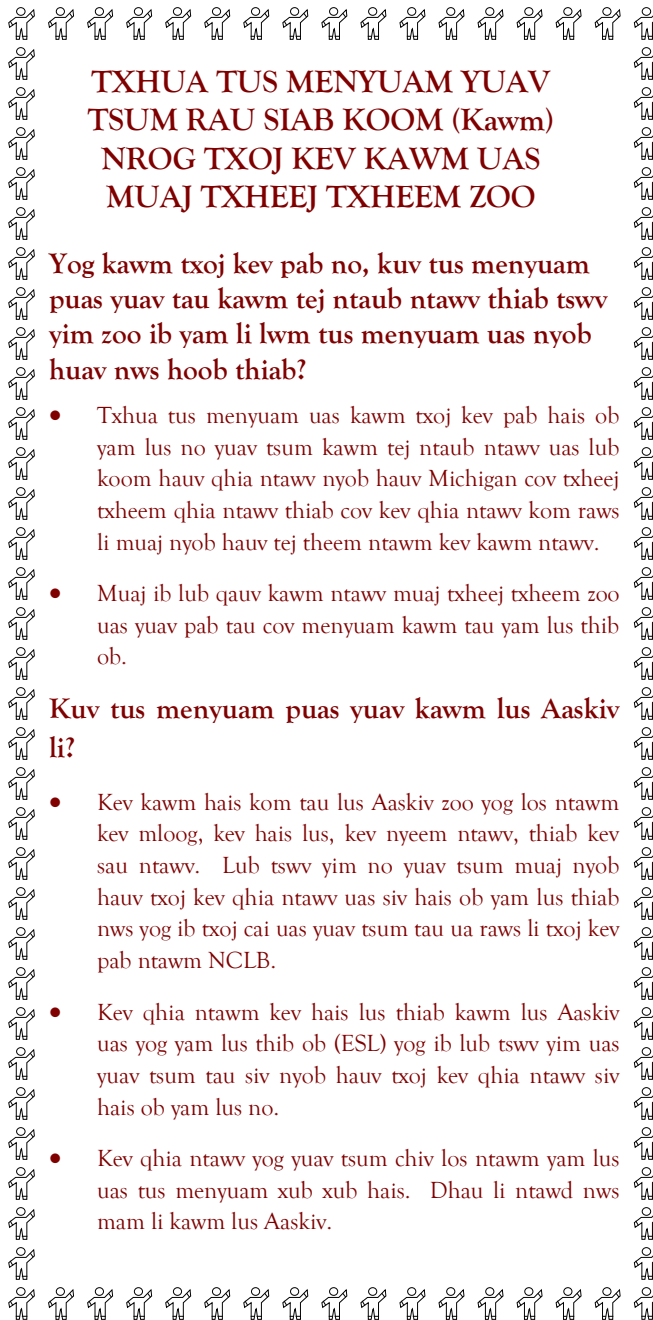 TXHUA TUS MENYUAM YUAV
TSUM RAU SIAB KOOM (Kawm)
NROG TXOJ KEV KAWM UAS
MUAJ TXHEEJ TXHEEM ZOO
Yog kawm txoj kev pab no, kuv tus menyuam
puas yuav tau kawm tej ntaub ntawv thiab tswv
yim zoo ib yam li lwm tus menyuam uas nyob
huav nws hoob thiab?
• Txhua tus menyuam uas kawm txoj kev pab hais ob
yam lus no yuav tsum kawm tej ntaub ntawv uas lub
koom hauv qhia ntawv nyob hauv Michigan cov txheej
txheem qhia ntawv thiab cov kev qhia ntawv kom raws
li muaj nyob hauv tej theem ntawm kev kawm ntawv.
• Muaj ib lub qauv kawm ntawv muaj txheej txheem zoo
uas yuav pab tau cov menyuam kawm tau yam lus thib
ob.
Kuv tus menyuam puas yuav kawm lus Aaskiv
li?
• Kev kawm hais kom tau lus Aaskiv zoo yog los ntawm
kev mloog, kev hais lus, kev nyeem ntawv, thiab kev
sau ntawv. Lub tswv yim no yuav tsum muaj nyob
hauv txoj kev qhia ntawv uas siv hais ob yam lus thiab
nws yog ib txoj cai uas yuav tsum tau ua raws li txoj kev
pab ntawm NCLB.
• Kev qhia ntawm kev hais lus thiab kawm lus Aaskiv
uas yog yam lus thib ob (ESL) yog ib lub tswv yim uas
yuav tsum tau siv nyob hauv txoj kev qhia ntawv siv
hais ob yam lus no.
• Kev qhia ntawv yog yuav tsum chiv los ntawm yam lus
uas tus menyuam xub xub hais. Dhau li ntawd nws
mam li kawm lus Aaskiv.